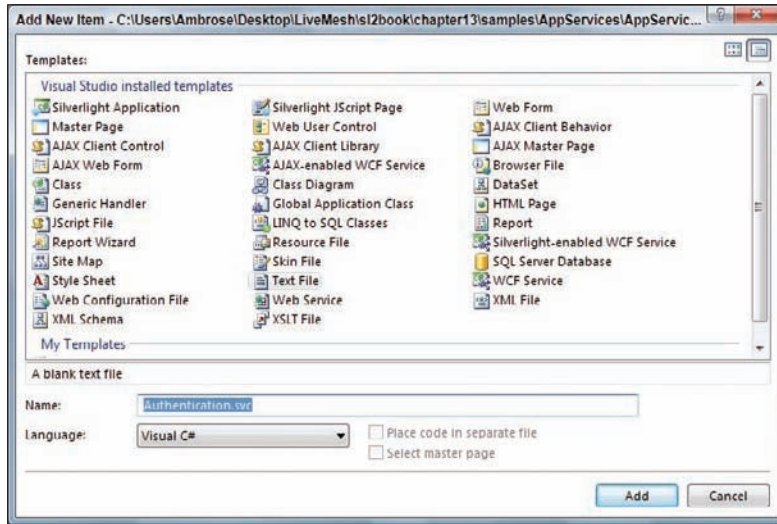 Add New Item - C:\Users\Ambrose\Desktop\LiveMesh\sl2book\chapter13\samples\AppServices\AppServic...
Templates:
Visual Studio installed templates
Silverlight Application
Silverlight JScript Page
Web Form
Master Page
Web User Control
AJAX Client Behavior
AJAX Client Control
AJAX Client Library
AJAX Master Page
AJAX Web Form
AJAX-enabled WCF Service
Browser File
Class
Class Diagram
DataSet
Generic Handler
Global Application Class
HTML Page
JScript File
LINQ to SQL Classes
Report
Report Wizard
Resource File
Silverlight-enabled WCF Service
Site Map
Skin File
SQL Server Database
Style Sheet
Text File
WCF Service
Web Configuration File
Web Service
XML File
XML Schema
XSLT File
My Templates
A blank text file
Name:
Authentication.svc
Language:
Visual C#
Place code in separate file
Select master page
Add
Cancel